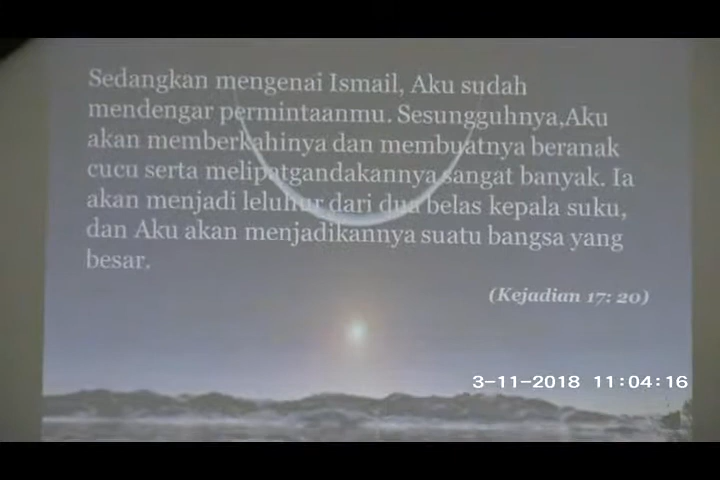 Sedangkan mengenai Ismail, Aku sudah
mendengar permintaanmu. Sesungguhnya,Aku
akan memberkahinya dan membuatnya beranak
cucu serta melipatgandakannya sangat banyak. Ia
akan menjadi leluhur dari dua belas kepala suku,
dan Aku akan menjadikannya suatu bangsa yang
besar.
(Kejadian 17: 20)
3-11-2018 11:04:16